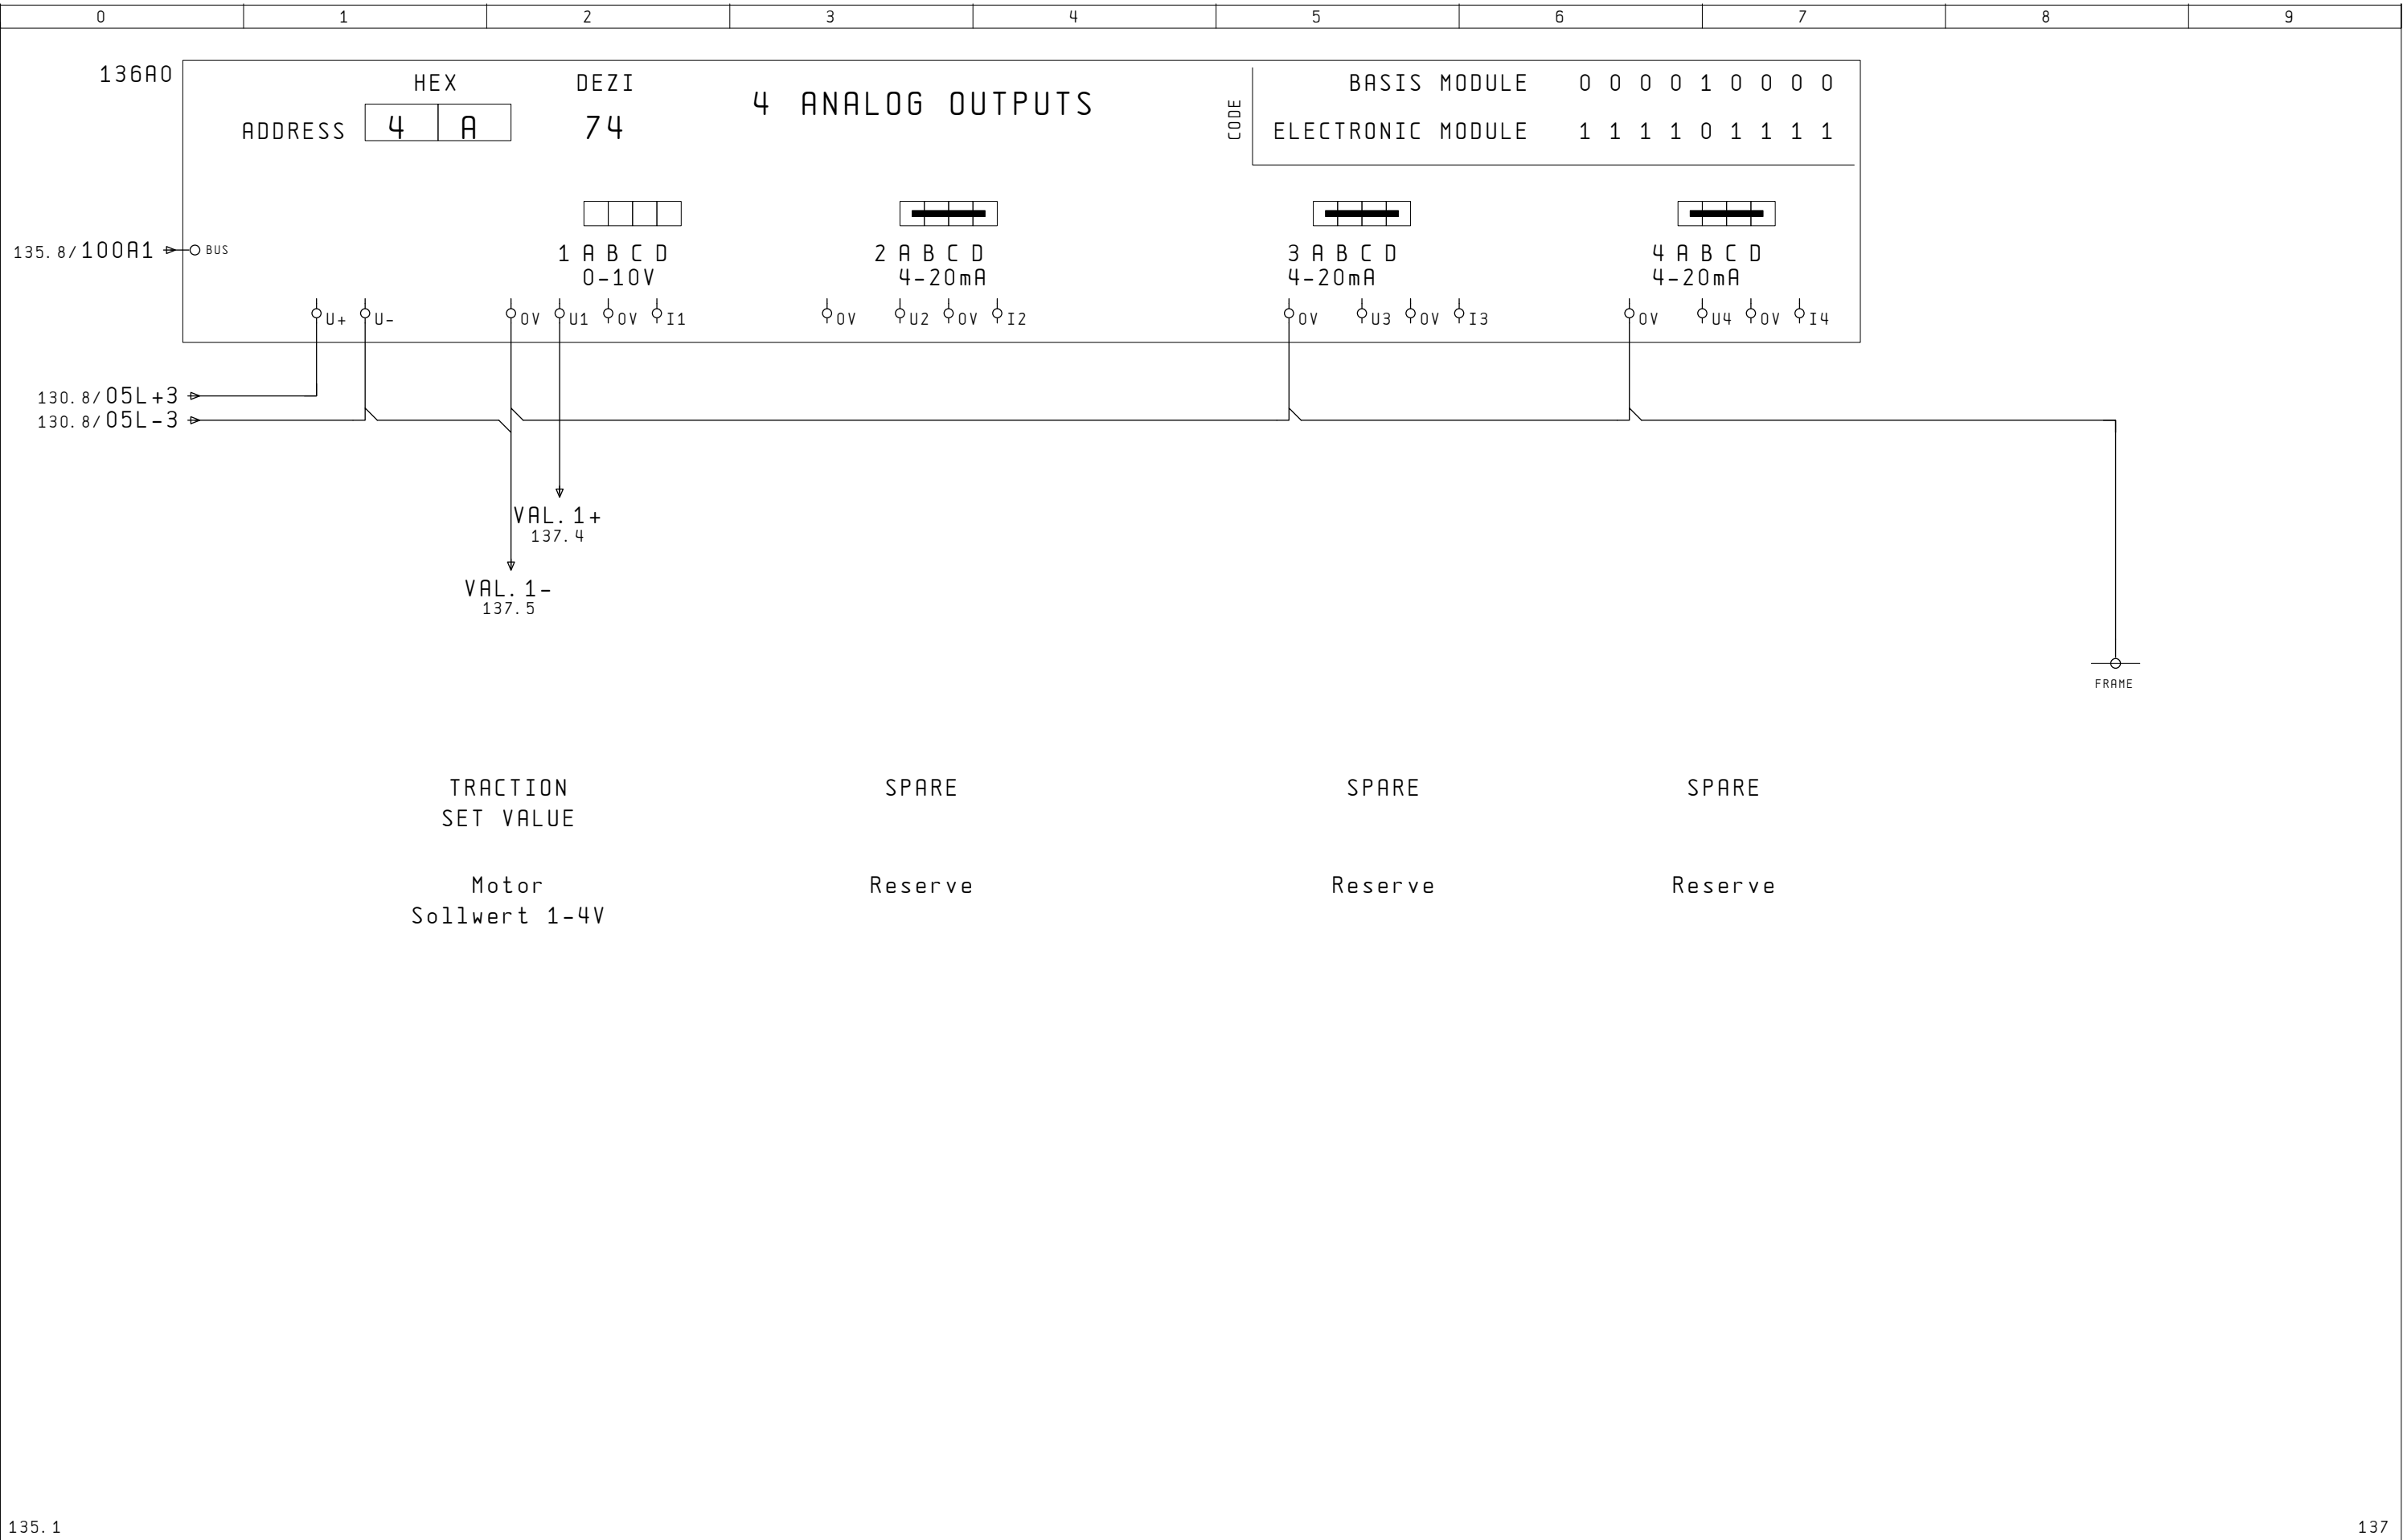 0 1 2 3 4 5 6 7 8 9
136A0
HEX DEZI
ADDRESS 4 A 74
4 ANALOG OUTPUTS
CODE
BASIS MODULE 0 0 0 0 1 0 0 0 0
ELECTRONIC MODULE 1 1 1 1 0 1 1 1 1
135.8/100A1 BUS
1 A B C D
0-10V
2 A B C D
4-20mA
3 A B C D
4-20mA
4 A B C D
4-20mA
U+ U- 0V U1 0V I1 0V U2 0V I2 0V U3 0V I3 0V U4 0V I4
130.8/05L+3
130.8/05L-3
VAL.1+
137.4
VAL.1-
137.5
FRAME
TRACTION
SET VALUE
SPARE
SPARE
SPARE
Motor
Sollwert 1-4V
Reserve
Reserve
Reserve
135.1
137